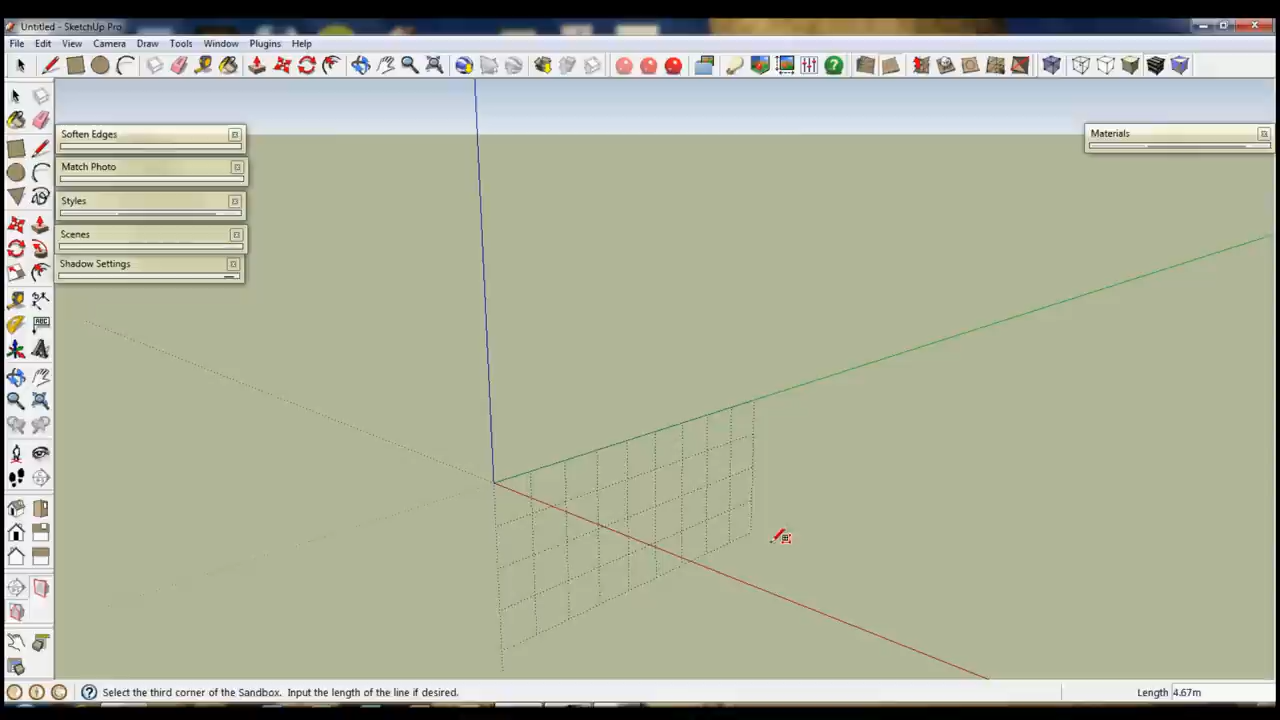 Untitled - SketchUp Pro
File Edit View Camera Draw Tools Window Plugins Help
Soften Edges
Materials
Match Photo
Styles
Scenes
Shadow Settings
ABC
Select the third corner of the Sandbox. Input the length of the line if desired.
Length 4.67m